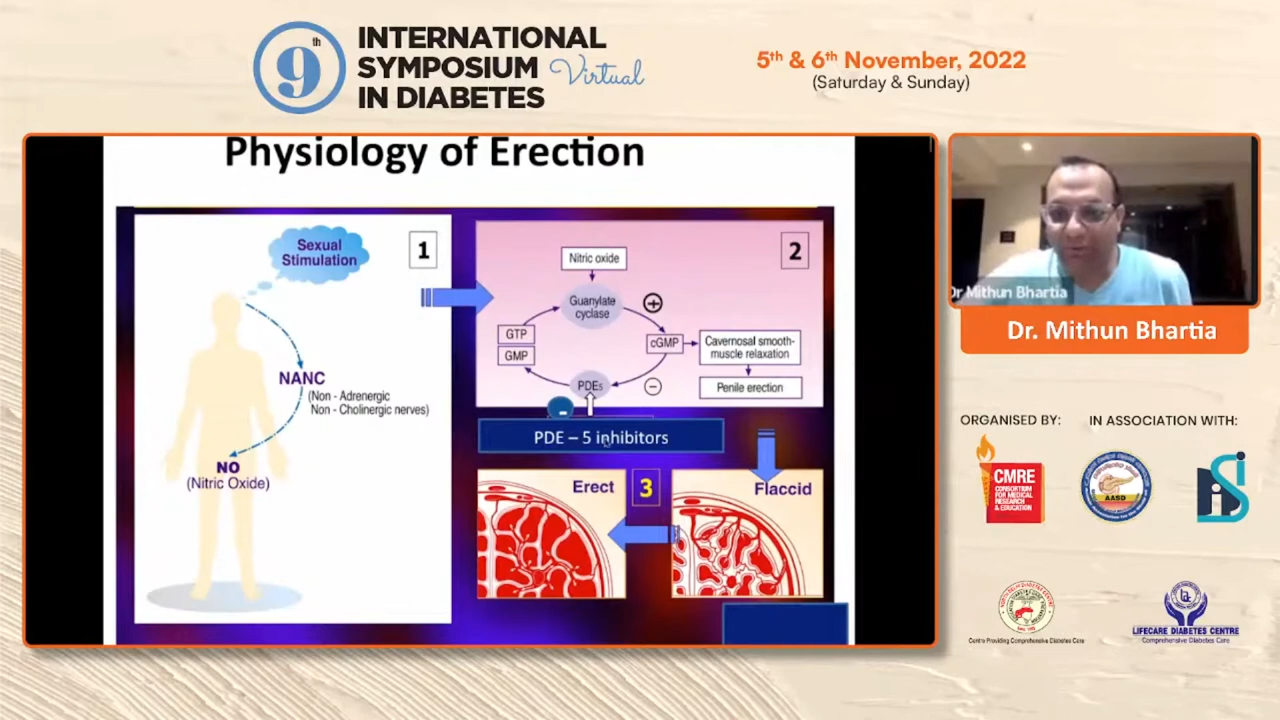 9th
INTERNATIONAL
SYMPOSIUM
Virtual
IN DIABETES
5th & 6th November, 2022
(Saturday & Sunday)
Physiology of Erection
Sexual
Stimulation
1
NANC
(Non - Adrenergic
Non - Cholinergic nerves)
NO
(Nitric Oxide)
2
Nitric oxide
Guanylate
cyclase
+
GTP
GMP
cGMP
Cavernosal smooth-
muscle relaxation
PDEs
−
Penile erection
-
PDE – 5 inhibitors
Erect
3
Flaccid
Dr Mithun Bhartia
Dr. Mithun Bhartia
ORGANISED BY:
IN ASSOCIATION WITH:
CMRE
CONSORTIUM
FOR MEDICAL
RESEARCH
& EDUCATION
AASD
Centre Providing Comprehensive Diabetes Care
LIFECARE DIABETES CENTRE
Comprehensive Diabetes Care